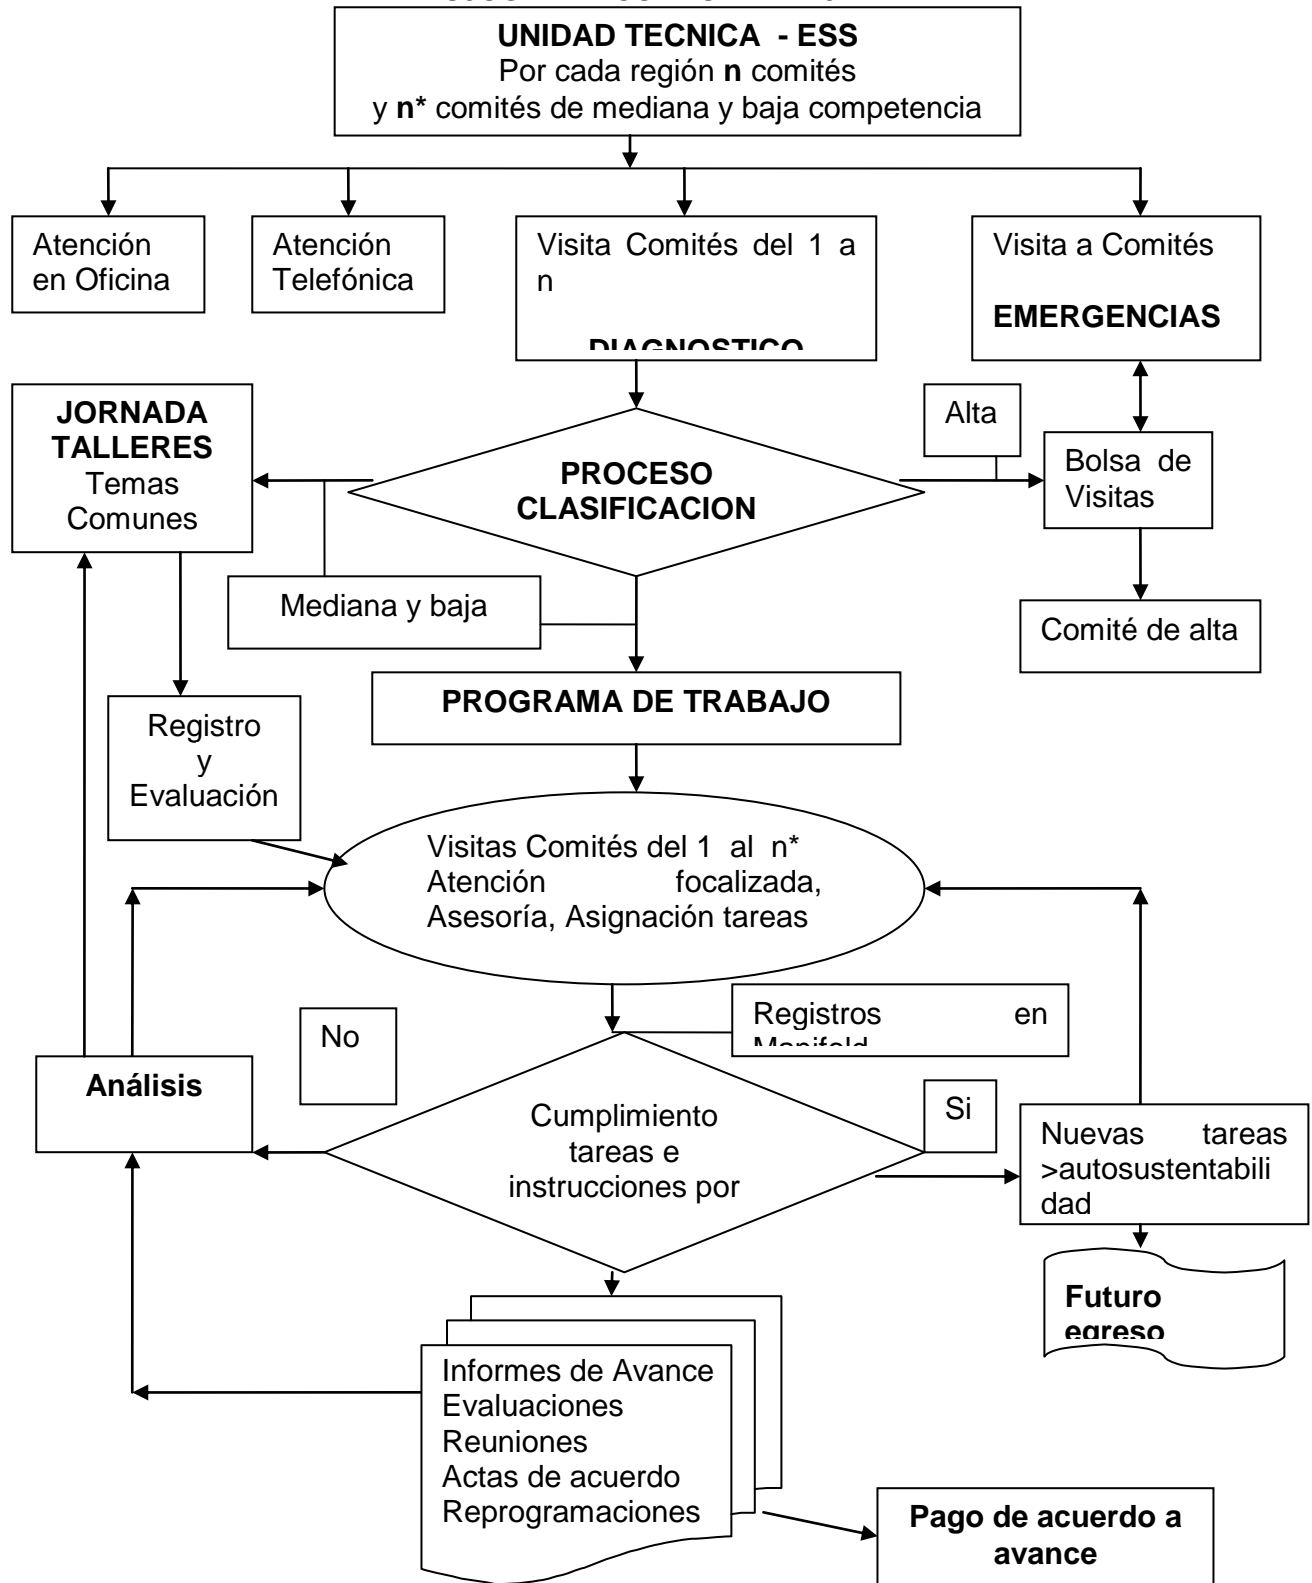 UNIDAD TECNICA - ESS
Por cada región n comités
y n* comités de mediana y baja competencia
Atención
en Oficina
Atención
Telefónica
Visita Comités del 1 a
n
DIAGNOSTICO
Visita a Comités
EMERGENCIAS
JORNADA
TALLERES
Temas
Comunes
PROCESO
CLASIFICACION
Alta
Bolsa de
Visitas
Mediana y baja
Comité de alta
PROGRAMA DE TRABAJO
Registro
y
Evaluación
Visitas Comités del 1 al n*
Atención focalizada,
Asesoría, Asignación tareas
Registros en
Manifold
No
Análisis
Cumplimiento
tareas e
instrucciones por
Si
Nuevas tareas
>autosustentabili
dad
Futuro
egreso
Informes de Avance
Evaluaciones
Reuniones
Actas de acuerdo
Reprogramaciones
Pago de acuerdo a
avance